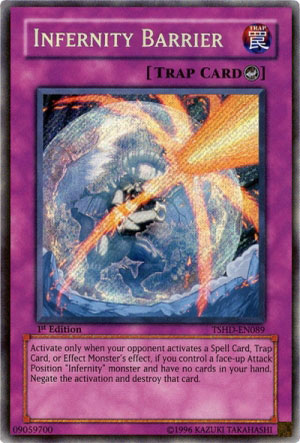 INFERNITY BARRIER
TRAP
罠
[TRAP CARD]
1st Edition
TSHD-EN089
Activate only when your opponent activates a Spell Card, Trap
Card, or Effect Monster's effect, if you control a face-up Attack
Position "Infernity" monster and have no cards in your hand.
Negate the activation and destroy that card.
09059700
©1996 KAZUKI TAKAHASHI